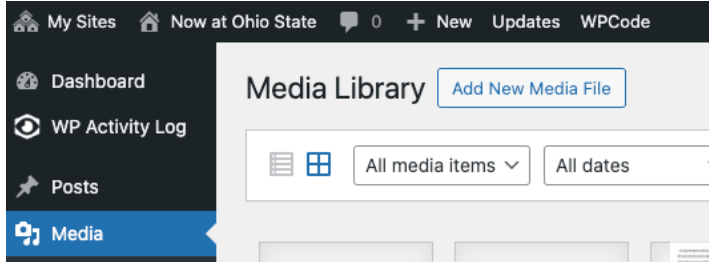 My Sites Now at Ohio State 0 New Updates WPCode
Dashboard
WP Activity Log
Posts
Media
Media Library Add New Media File
All media items All dates